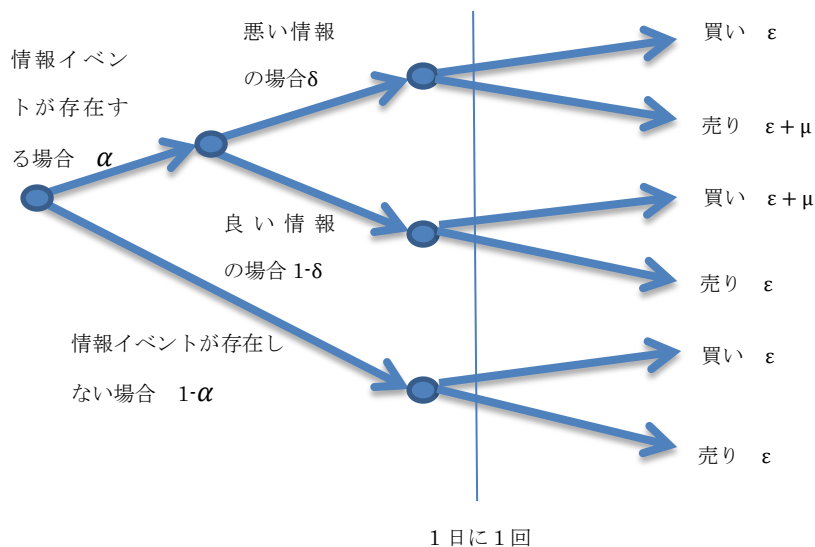 情報イベン
トが存在す
る場合 α
悪い情報
の場合δ
良い情報
の場合 1-δ
情報イベントが存在し
ない場合 1-α
買い ε
売り ε + μ
買い ε + μ
売り ε
買い ε
売り ε
1日に1回